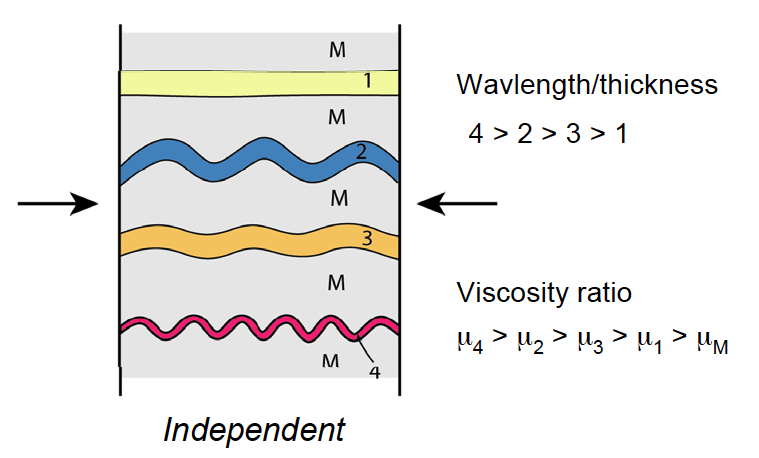 M
1
M
2
M
3
M
M
4
Independent
Wavlength/thickness
4 > 2 > 3 > 1
Viscosity ratio
μ4 > μ2 > μ3 > μ1 > μM